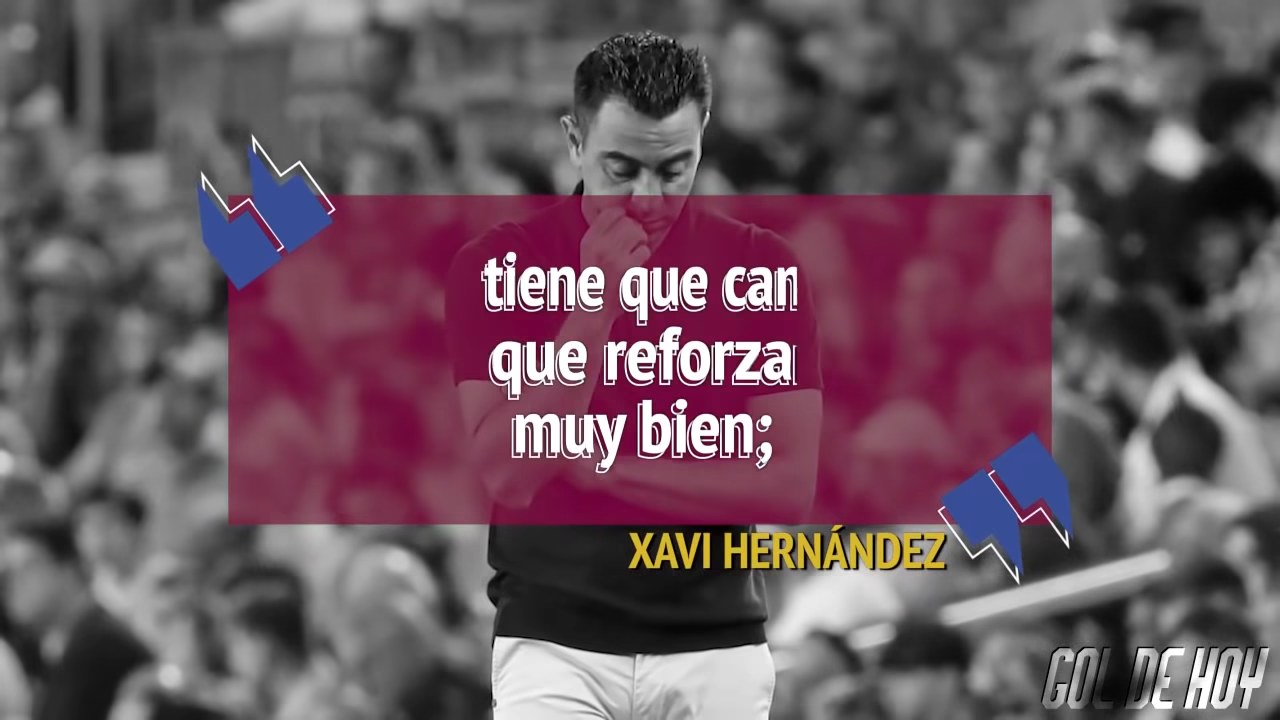 tiene que can
que reforza
muy bien;
XAVI HERNÁNDEZ
GOL DE HOY